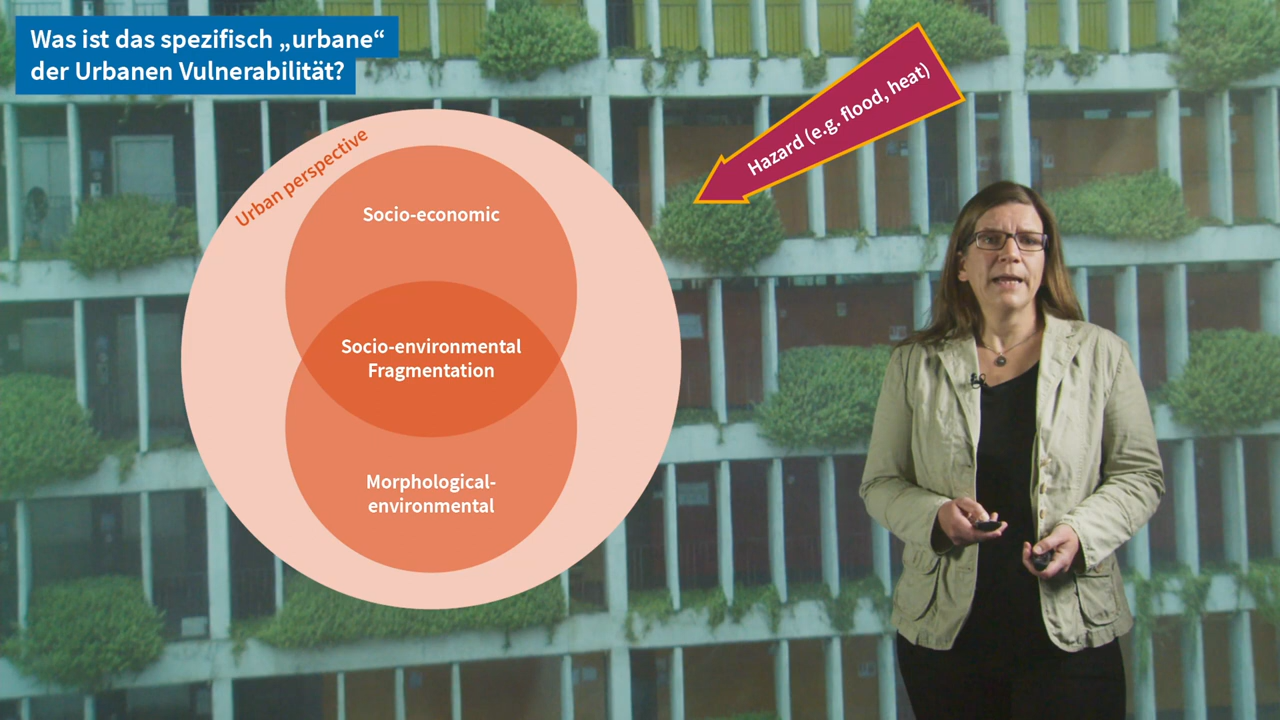 Was ist das spezifisch „urbane“
der Urbanen Vulnerabilität?
Hazard (e.g. flood, heat)
Urban perspective
Socio-economic
Socio-environmental
Fragmentation
Morphological-
environmental